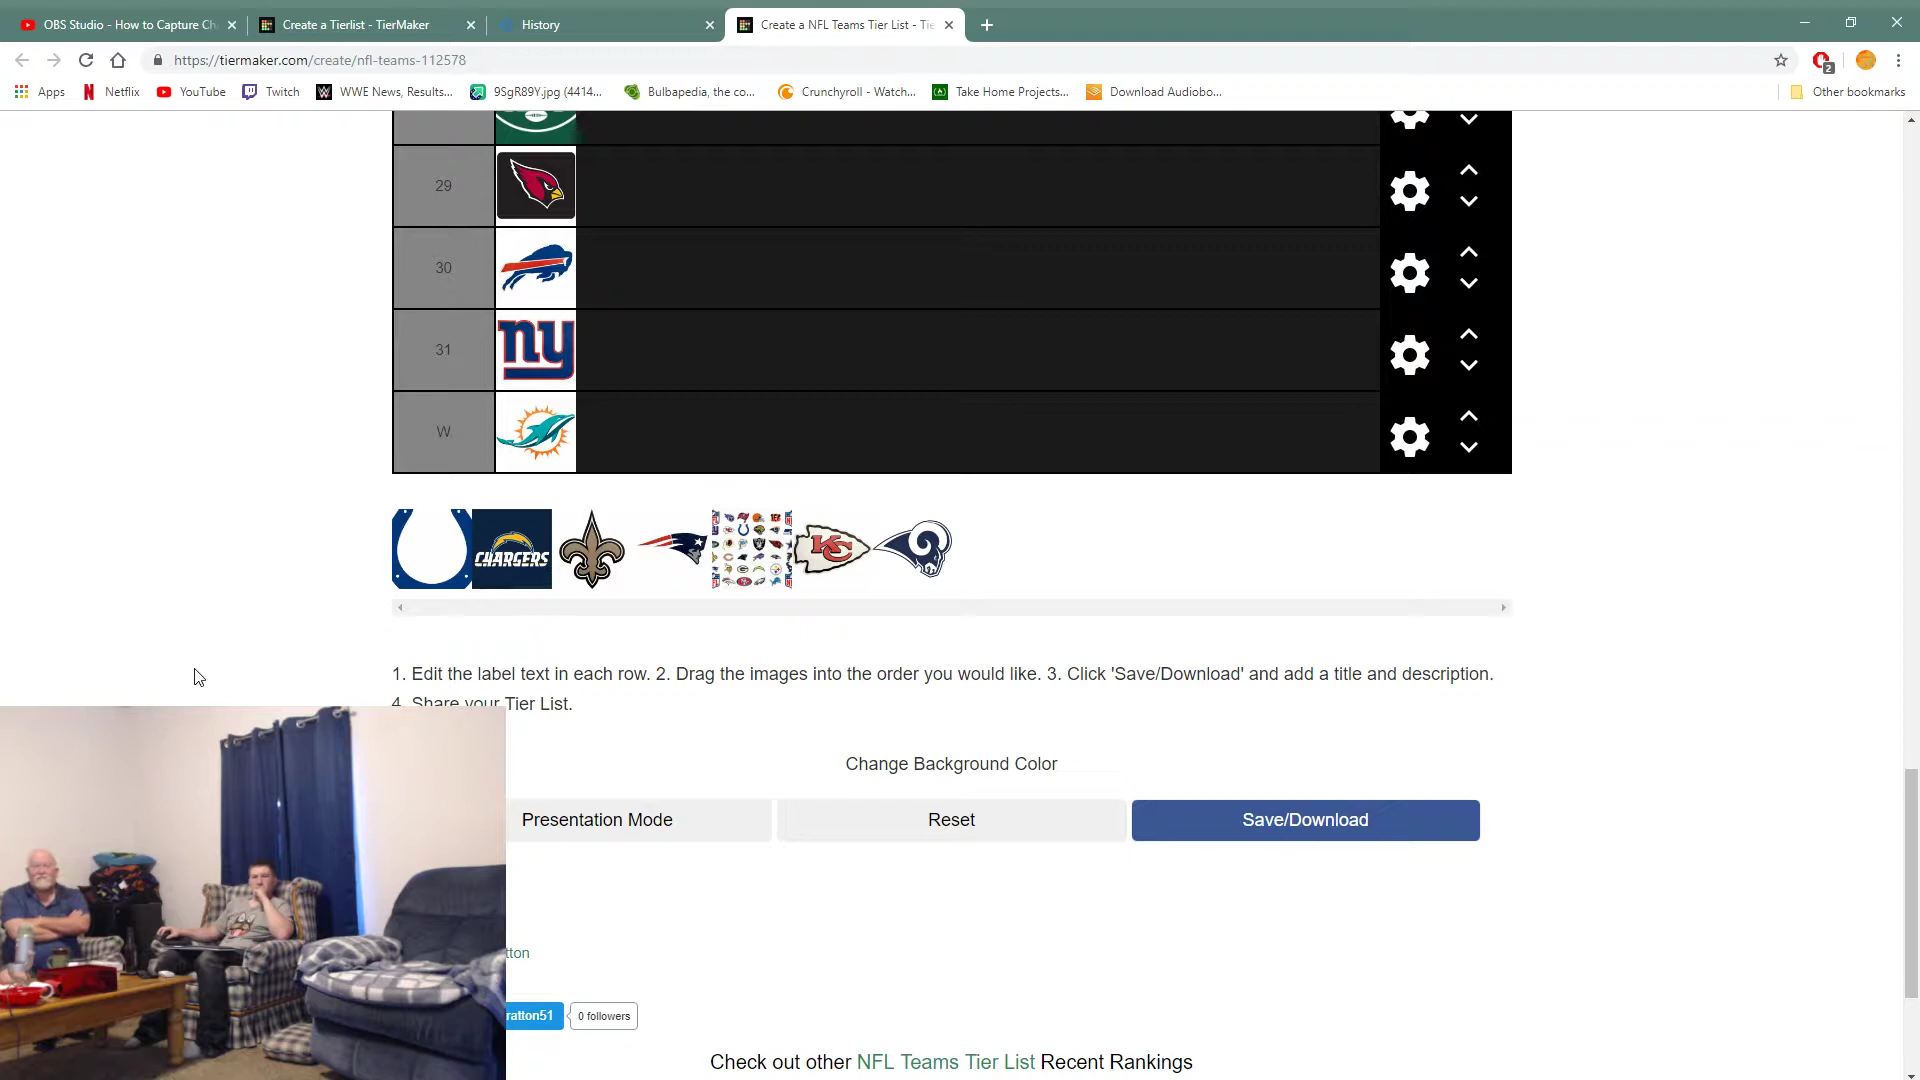 OBS Studio - How to Capture Ch
Create a Tierlist - TierMaker
History
Create a NFL Teams Tier List - Tie
https://tiermaker.com/create/nfl-teams-112578
2
Apps
Netflix
YouTube
Twitch
WWE News, Results...
9SgR89Y.jpg (4414...
Bulbapedia, the co...
Crunchyroll - Watch...
Take Home Projects...
Download Audiobo...
Other bookmarks
29
30
31
ny
W
CHARGERS
KC
1. Edit the label text in each row. 2. Drag the images into the order you would like. 3. Click 'Save/Download' and add a title and description.
4. Share your Tier List.
Change Background Color
Presentation Mode
Reset
Save/Download
tton
ratton51
0 followers
Check out other NFL Teams Tier List Recent Rankings